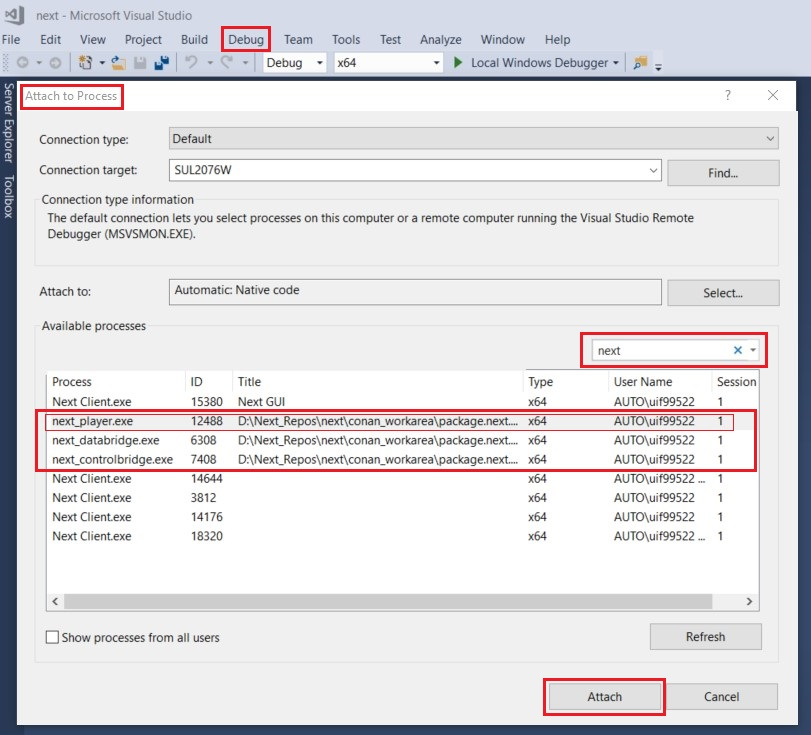 next - Microsoft Visual Studio
File Edit View Project Build Debug Team Tools Test Analyze Window Help
Debug x64 Local Windows Debugger
Server Explorer
Toolbox
Attach to Process
Connection type: Default
Connection target: SUL2076W Find...
Connection type information
The default connection lets you select processes on this computer or a remote computer running the Visual Studio Remote
Debugger (MSVSMON.EXE).
Attach to: Automatic: Native code Select...
Available processes
next
Process ID Title Type User Name Session
Next Client.exe 15380 Next GUI x64 AUTO\uif99522 1
next_player.exe 12488 D:\Next_Repos\next\conan_workarea\package.next.... x64 AUTO\uif99522 1
next_databridge.exe 6308 D:\Next_Repos\next\conan_workarea\package.next.... x64 AUTO\uif99522 1
next_controlbridge.exe 7408 D:\Next_Repos\next\conan_workarea\package.next.... x64 AUTO\uif99522 1
Next Client.exe 14644 x64 AUTO\uif99522 ... 1
Next Client.exe 3812 x64 AUTO\uif99522 1
Next Client.exe 14176 x64 AUTO\uif99522 1
Next Client.exe 18320 x64 AUTO\uif99522 ... 1
Show processes from all users Refresh
Attach Cancel